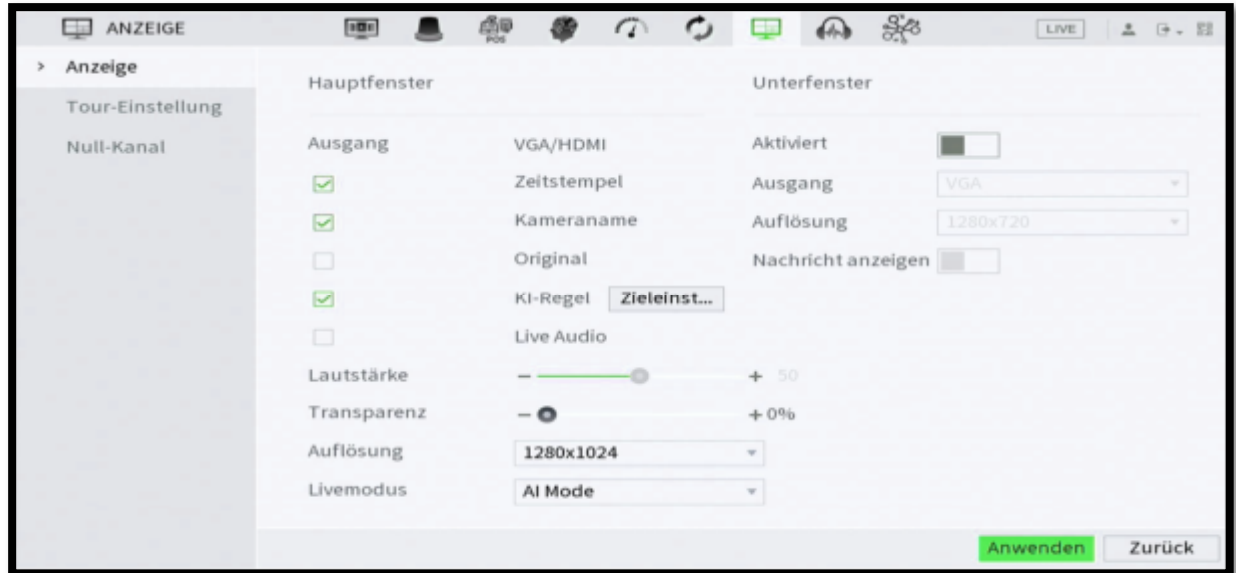 ANZEIGE
POS
LIVE
Anzeige
Tour-Einstellung
Null-Kanal
Hauptfenster
Unterfenster
Ausgang VGA/HDMI
Aktiviert
Zeitstempel
Ausgang VGA
Kameraname
Auflösung 1280x720
Original
Nachricht anzeigen
KI-Regel Zieleinst...
Live Audio
Lautstärke - + 50
Transparenz - + 0%
Auflösung 1280x1024
Livemodus AI Mode
Anwenden Zurück